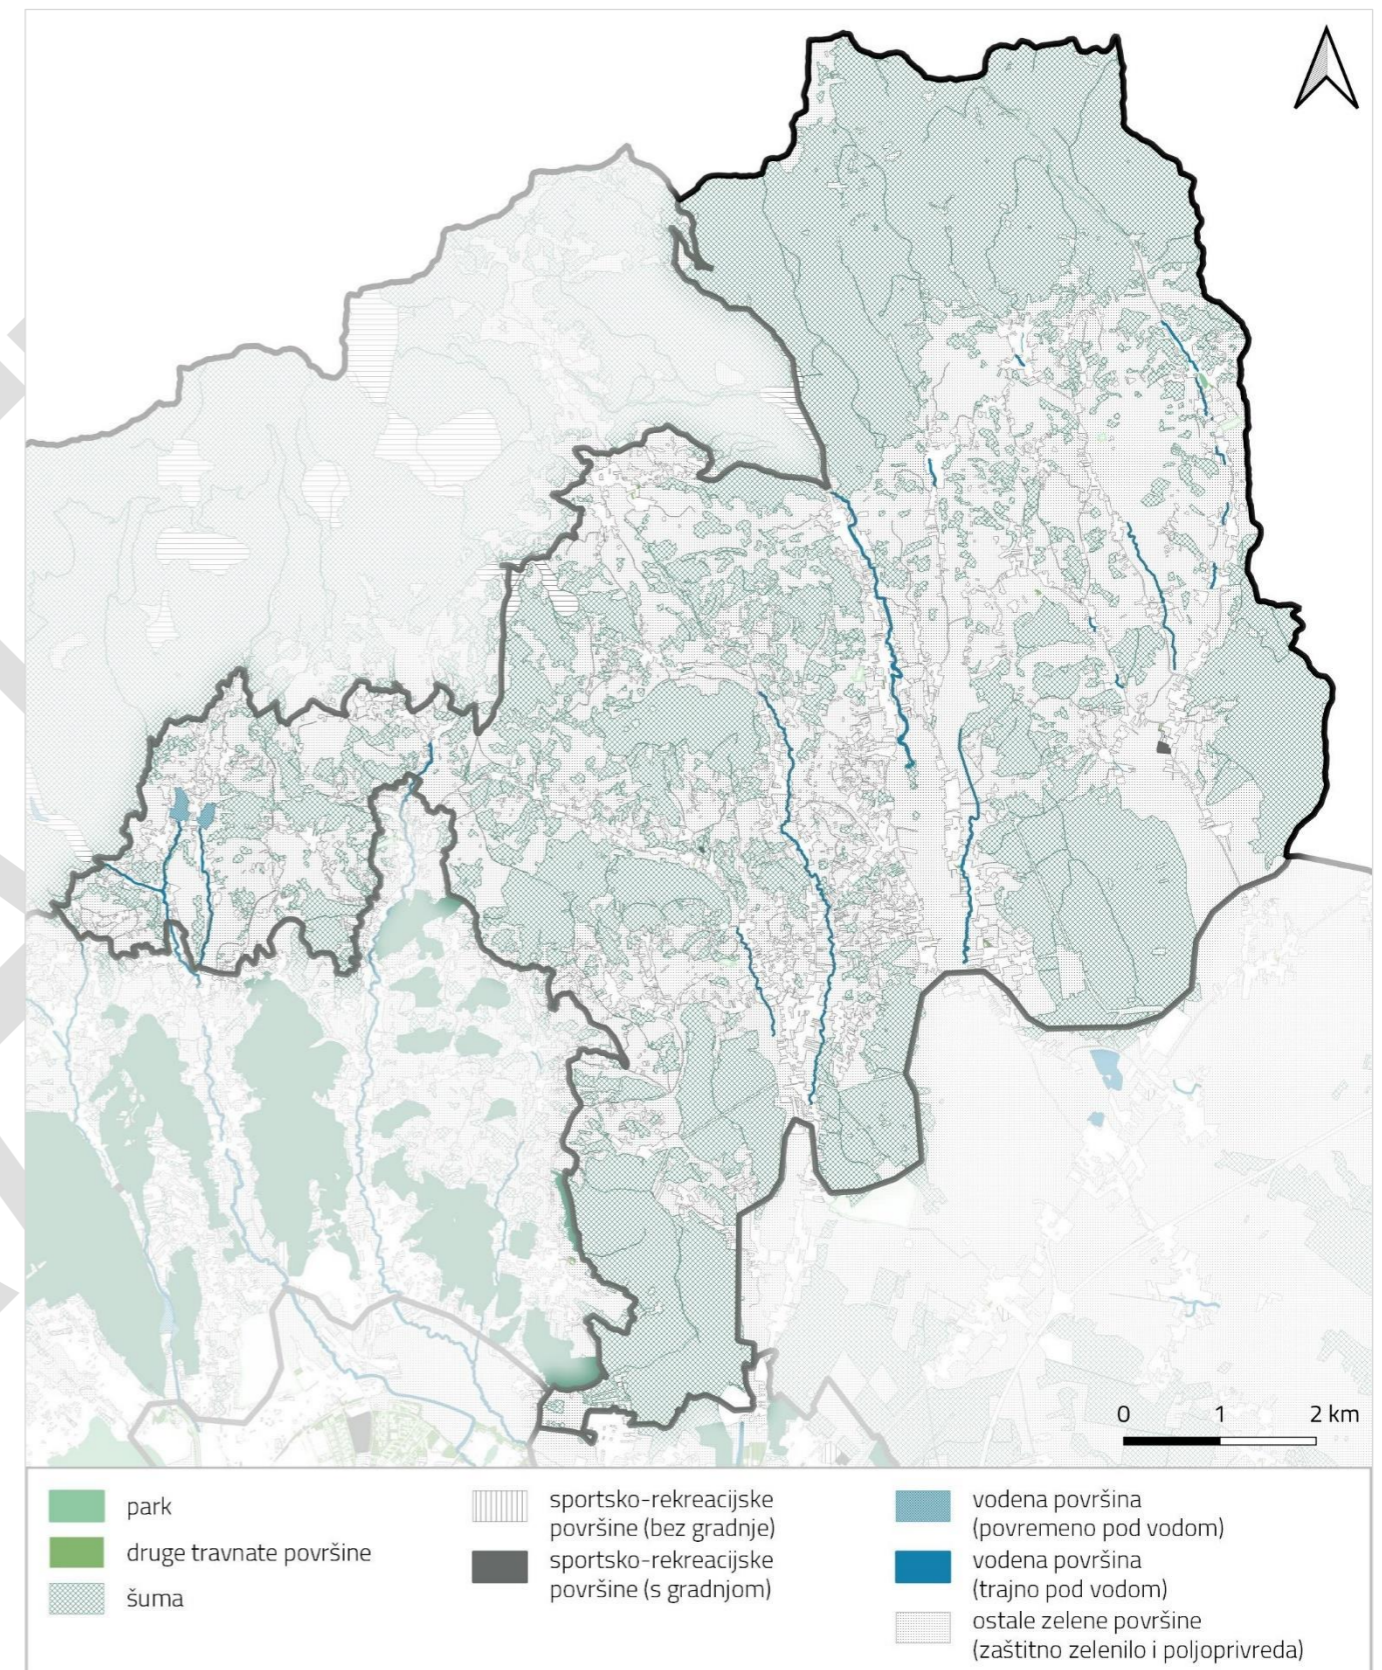 0 1 2 km
park
druge travnate površine
šuma
sportsko-rekreacijske
površine (bez gradnje)
sportsko-rekreacijske
površine (s gradnjom)
vodena površina
(povremeno pod vodom)
vodena površina
(trajno pod vodom)
ostale zelene površine
(zaštitno zelenilo i poljoprivreda)